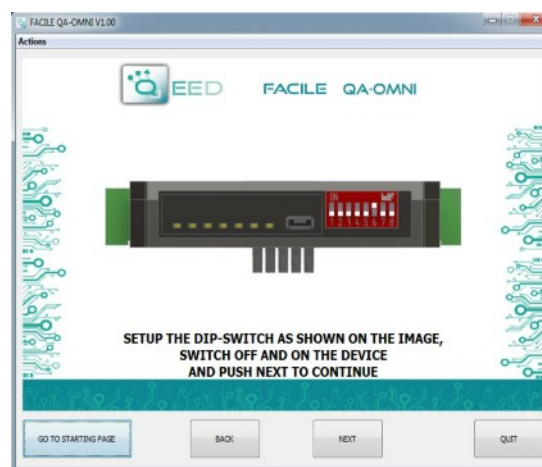 FACILE QA-OMNI V1.00
Actions
QEED FACILE QA-OMNI
ON
1 2 3 4 5 6 7 8
SETUP THE DIP-SWITCH AS SHOWN ON THE IMAGE,
SWITCH OFF AND ON THE DEVICE
AND PUSH NEXT TO CONTINUE
GO TO STARTING PAGE BACK NEXT QUIT